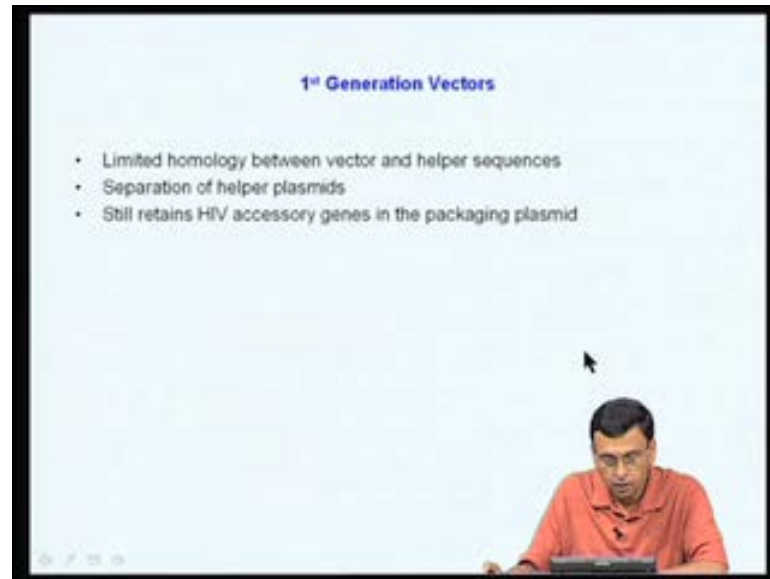 1st Generation Vectors
• Limited homology between vector and helper sequences
• Separation of helper plasmids
• Still retains HIV accessory genes in the packaging plasmid